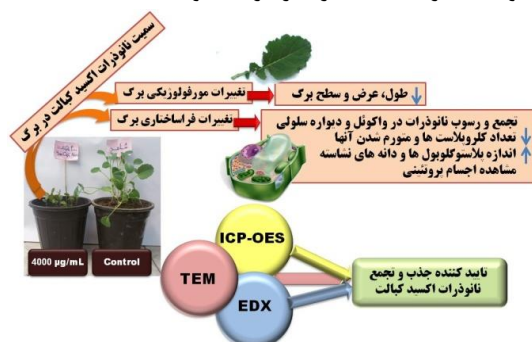 سمیت نانوذرات اکسید کبالت در برگ
تغییرات مورفولوژیکی برگ
طول، عرض و سطح برگ
تغییرات فراساختاری برگ
تجمع و رسوب نانوذرات در واکوئل و دیواره سلولی
تعداد کلروپلاست ها و متورم شدن آنها
اندازه پلاستوگلوبول ها و دانه های نشاسته
مشاهده اجسام پروتئینی
4000 µg/mL
Control
ICP-OES
TEM
EDX
تایید کننده جذب و تجمع
نانوذرات اکسید کبالت